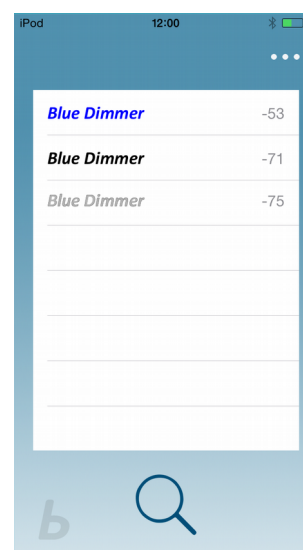 iPod 12:00
Blue Dimmer -53
Blue Dimmer -71
Blue Dimmer -75
b